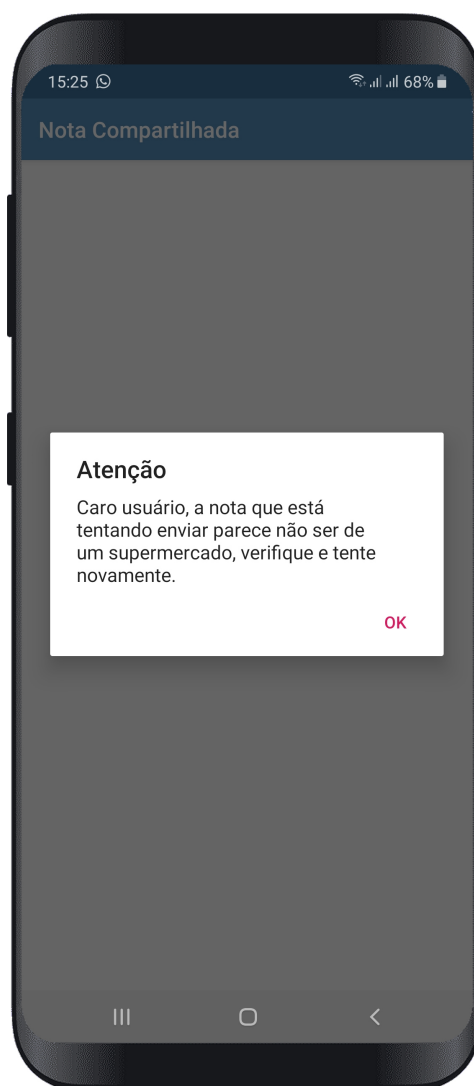 15:25 68%
Nota Compartilhada
Atenção
Caro usuário, a nota que está
tentando enviar parece não ser de
um supermercado, verifique e tente
novamente.
OK